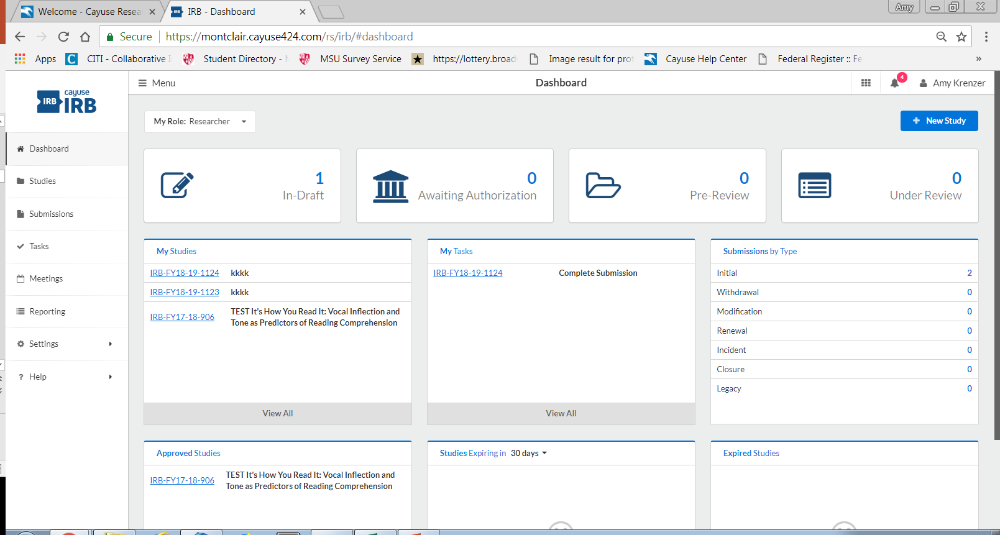 Welcome - Cayuse Resea
IRB - Dashboard
Amy
Secure
https://montclair.cayuse424.com/rs/irb/#dashboard
Apps
CITI - Collaborative I
Student Directory -
MSU Survey Service
https://lottery.broad
Image result for prot
Cayuse Help Center
Federal Register :: Fe
»
IRB cayuse IRB
Menu
Dashboard
4
Amy Krenzer
My Role: Researcher
+ New Study
Dashboard
Studies
Submissions
Tasks
Meetings
Reporting
Settings
? Help
1
In-Draft
0
Awaiting Authorization
0
Pre-Review
0
Under Review
My Studies
IRB-FY18-19-1124 kkkk
IRB-FY18-19-1123 kkkk
IRB-FY17-18-906 TEST It's How You Read It: Vocal Inflection and
Tone as Predictors of Reading Comprehension
View All
My Tasks
IRB-FY18-19-1124 Complete Submission
View All
Submissions by Type
Initial 2
Withdrawal 0
Modification 0
Renewal 0
Incident 0
Closure 0
Legacy 0
Approved Studies
IRB-FY17-18-906 TEST It's How You Read It: Vocal Inflection and
Tone as Predictors of Reading Comprehension
Studies Expiring in 30 days
Expired Studies